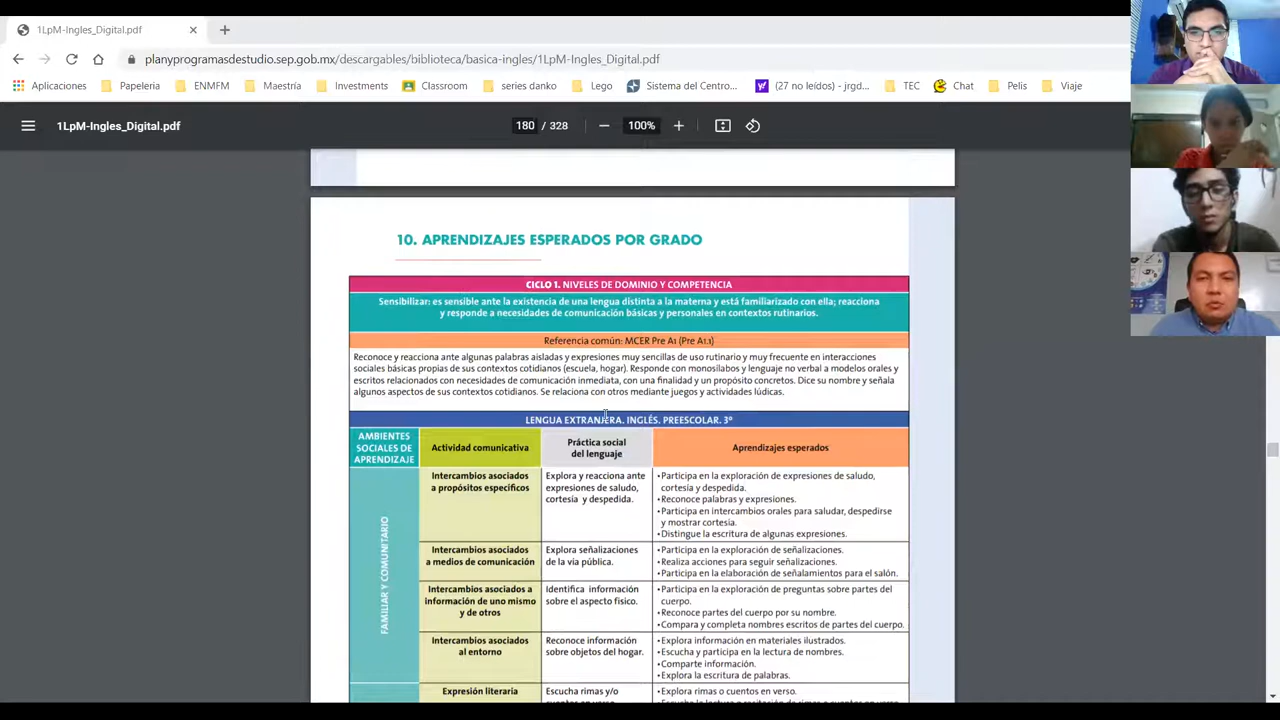 1LpM-Ingles_Digital.pdf
planyprogramasdestudio.sep.gob.mx/descargables/biblioteca/basica-ingles/1LpM-Ingles_Digital.pdf
Aplicaciones Papeleria ENMFM Maestría Investments Classroom series danko Lego Sistema del Centro... (27 no leídos) - jrgd... TEC Chat Pelis Viaje
1LpM-Ingles_Digital.pdf 180 / 328 100%
10. APRENDIZAJES ESPERADOS POR GRADO
CICLO 1. NIVELES DE DOMINIO Y COMPETENCIA
Sensibilizar: es sensible ante la existencia de una lengua distinta a la materna y está familiarizado con ella; reacciona
y responde a necesidades de comunicación básicas y personales en contextos rutinarios.
Referencia común: MCER Pre A1 (Pre A1.1)
Reconoce y reacciona ante algunas palabras aisladas y expresiones muy sencillas de uso rutinario y muy frecuente en interacciones
sociales básicas propias de sus contextos cotidianos (escuela, hogar). Responde con monosílabos y lenguaje no verbal a modelos orales y
escritos relacionados con necesidades de comunicación inmediata, con una finalidad y un propósito concretos. Dice su nombre y señala
algunos aspectos de sus contextos cotidianos. Se relaciona con otros mediante juegos y actividades lúdicas.
LENGUA EXTRANJERA. INGLÉS. PREESCOLAR. 3º
AMBIENTES
SOCIALES DE
APRENDIZAJE
Actividad comunicativa
Práctica social
del lenguaje
Aprendizajes esperados
FAMILIAR Y COMUNITARIO
Intercambios asociados
a propósitos específicos
Explora y reacciona ante
expresiones de saludo,
cortesía y despedida.
•Participa en la exploración de expresiones de saludo,
cortesía y despedida.
•Reconoce palabras y expresiones.
•Participa en intercambios orales para saludar, despedirse
y mostrar cortesía.
•Distingue la escritura de algunas expresiones.
Intercambios asociados
a medios de comunicación
Explora señalizaciones
de la vía pública.
•Participa en la exploración de señalizaciones.
•Realiza acciones para seguir señalizaciones.
•Participa en la elaboración de señalamientos para el salón.
Intercambios asociados a
información de uno mismo
y de otros
Identifica información
sobre el aspecto físico.
•Participa en la exploración de preguntas sobre partes del
cuerpo.
•Reconoce partes del cuerpo por su nombre.
•Compara y completa nombres escritos de partes del cuerpo.
Intercambios asociados
al entorno
Reconoce información
sobre objetos del hogar.
•Explora información en materiales ilustrados.
•Escucha y participa en la lectura de nombres.
•Comparte información.
•Explora la escritura de palabras.
Expresión literaria
Escucha rimas y/o
•Explora rimas o cuentos en verso.